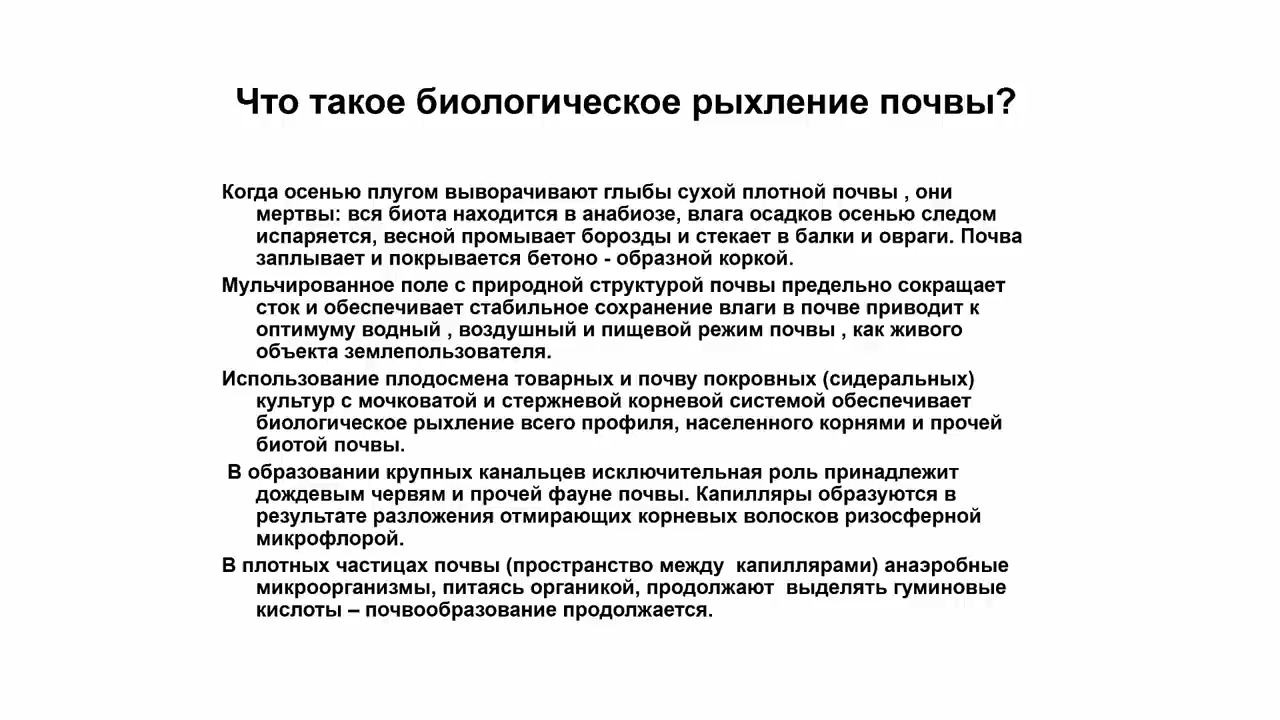 Что такое биологическое рыхление почвы?
Когда осенью плугом выворачивают глыбы сухой плотной почвы , они
мертвы: вся биота находится в анабиозе, влага осадков осенью следом
испаряется, весной промывает борозды и стекает в балки и овраги. Почва
заплывает и покрывается бетоно - образной коркой.
Мульчированное поле с природной структурой почвы предельно сокращает
сток и обеспечивает стабильное сохранение влаги в почве приводит к
оптимуму водный , воздушный и пищевой режим почвы , как живого
объекта землепользователя.
Использование плодосмена товарных и почву покровных (сидеральных)
культур с мочковатой и стержневой корневой системой обеспечивает
биологическое рыхление всего профиля, населенного корнями и прочей
биотой почвы.
В образовании крупных канальцев исключительная роль принадлежит
дождевым червям и прочей фауне почвы. Капилляры образуются в
результате разложения отмирающих корневых волосков ризосферной
микрофлорой.
В плотных частицах почвы (пространство между  капиллярами) анаэробные
микроорганизмы, питаясь органикой, продолжают  выделять гуминовые
кислоты – почвообразование продолжается.